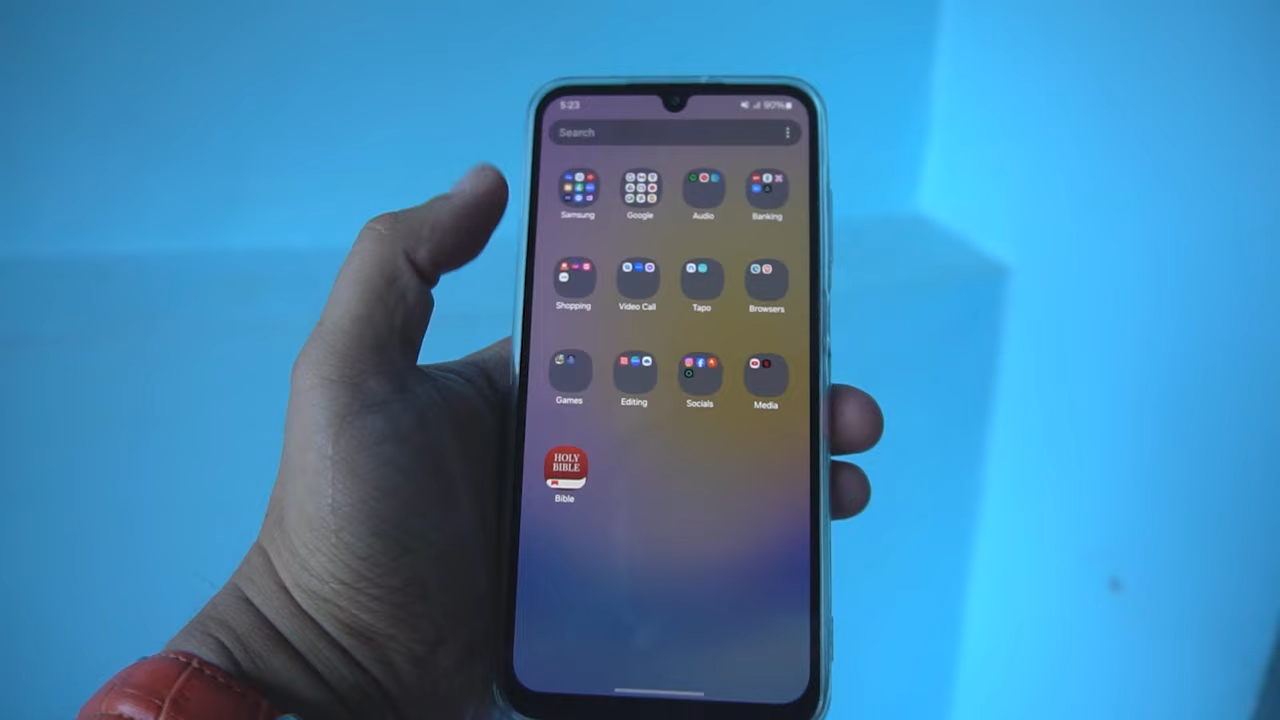 5:23 90%
Search
Samsung Google Audio Banking
Shopping Video Call Tapo Browsers
Games Editing Socials Media
HOLY
BIBLE
Bible